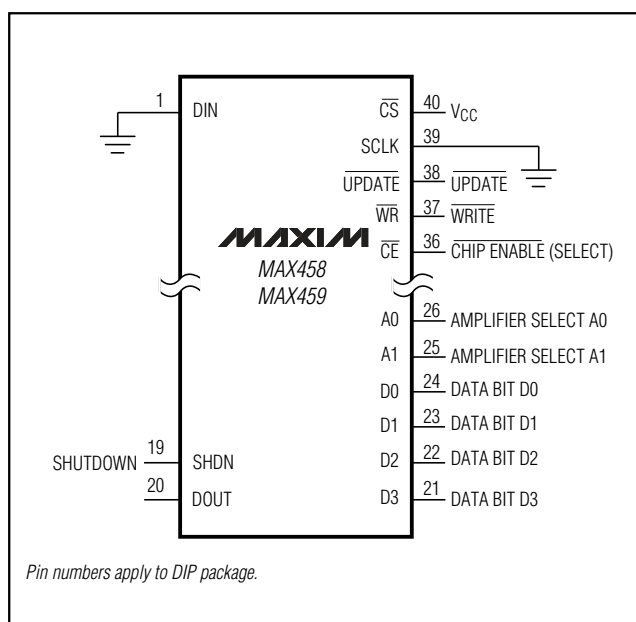 1 DIN CS 40 VCC
SCLK 39
UPDATE 38 UPDATE
WR 37 WRITE
MAXIM
CE 36 CHIP ENABLE (SELECT)
MAX458
MAX459
A0 26 AMPLIFIER SELECT A0
A1 25 AMPLIFIER SELECT A1
D0 24 DATA BIT D0
D1 23 DATA BIT D1
SHUTDOWN 19 SHDN D2 22 DATA BIT D2
20 DOUT D3 21 DATA BIT D3
Pin numbers apply to DIP package.